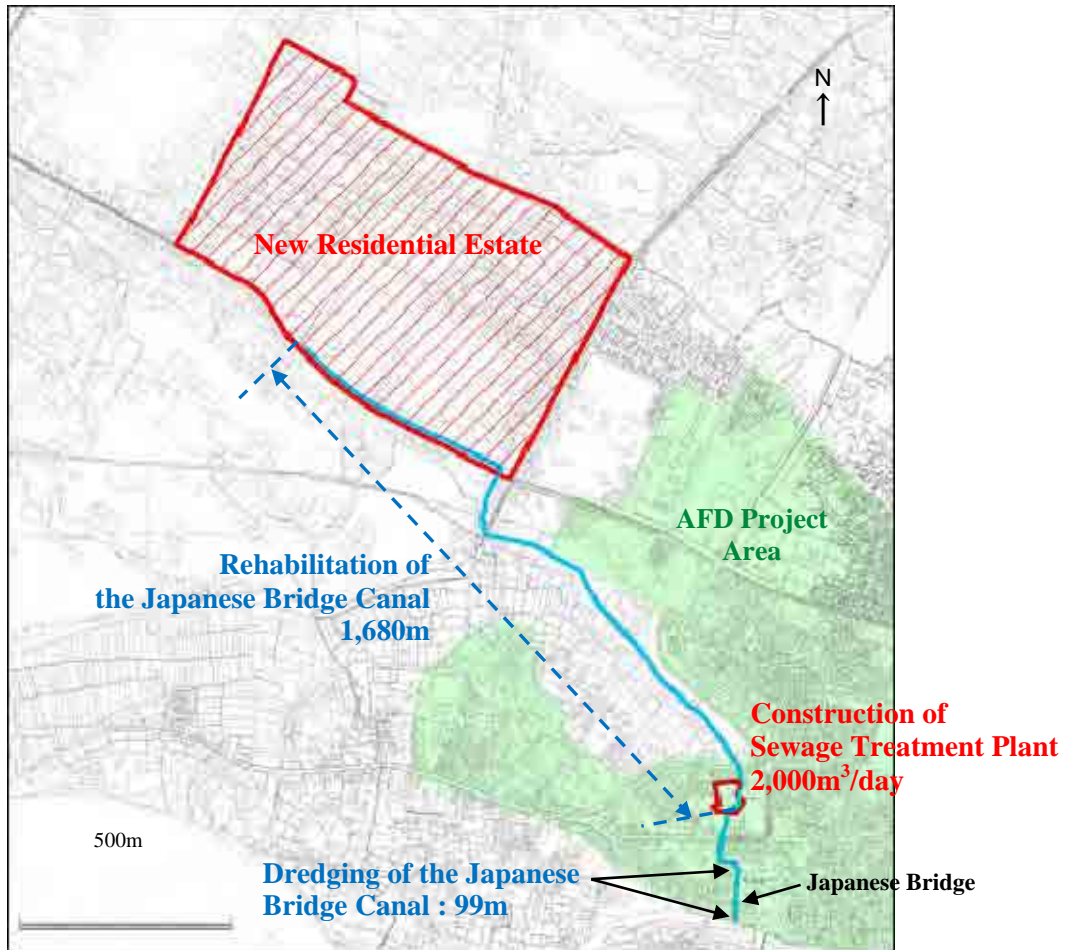 N
New Residential Estate
AFD Project
Area
Rehabilitation of
the Japanese Bridge Canal
1,680m
Construction of
Sewage Treatment Plant
2,000m³/day
500m
Dredging of the Japanese
Bridge Canal : 99m
Japanese Bridge